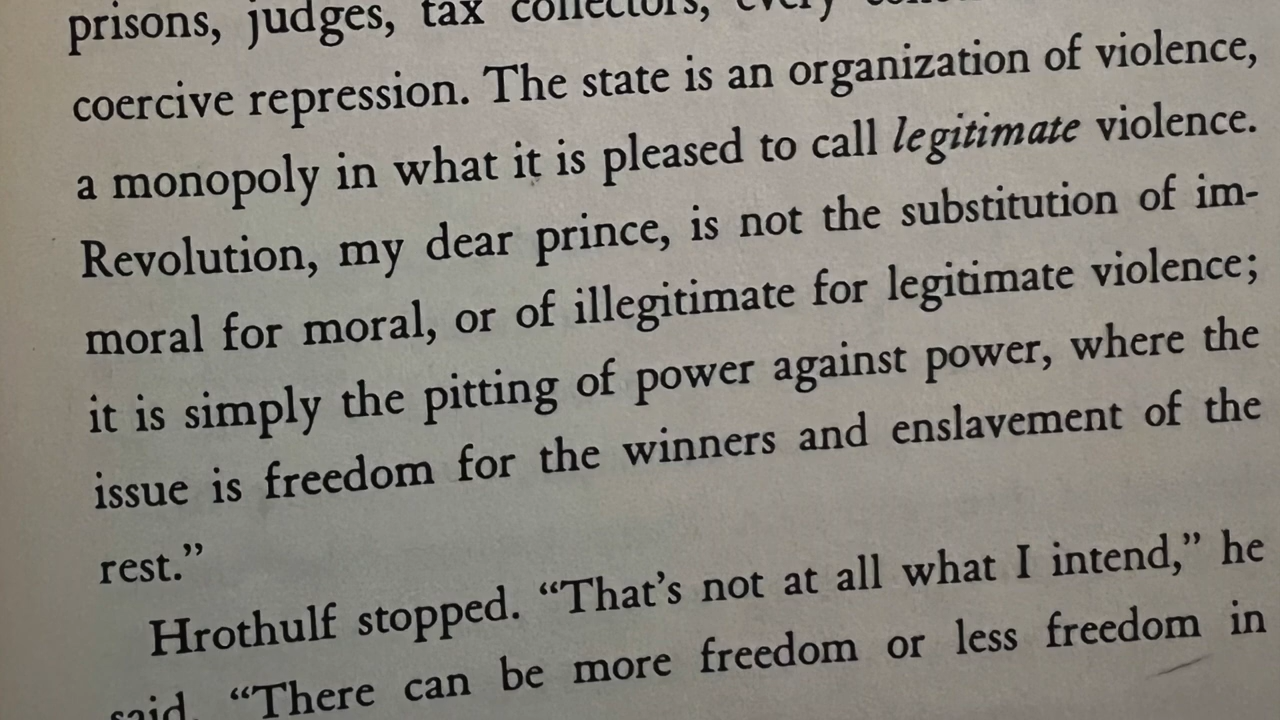 prisons, judges, tax collectors, every
coercive repression. The state is an organization of violence,
a monopoly in what it is pleased to call legitimate violence.
Revolution, my dear prince, is not the substitution of im-
moral for moral, or of illegitimate for legitimate violence;
it is simply the pitting of power against power, where the
issue is freedom for the winners and enslavement of the
rest.”
Hrothulf stopped. “That’s not at all what I intend,” he
said. “There can be more freedom or less freedom in